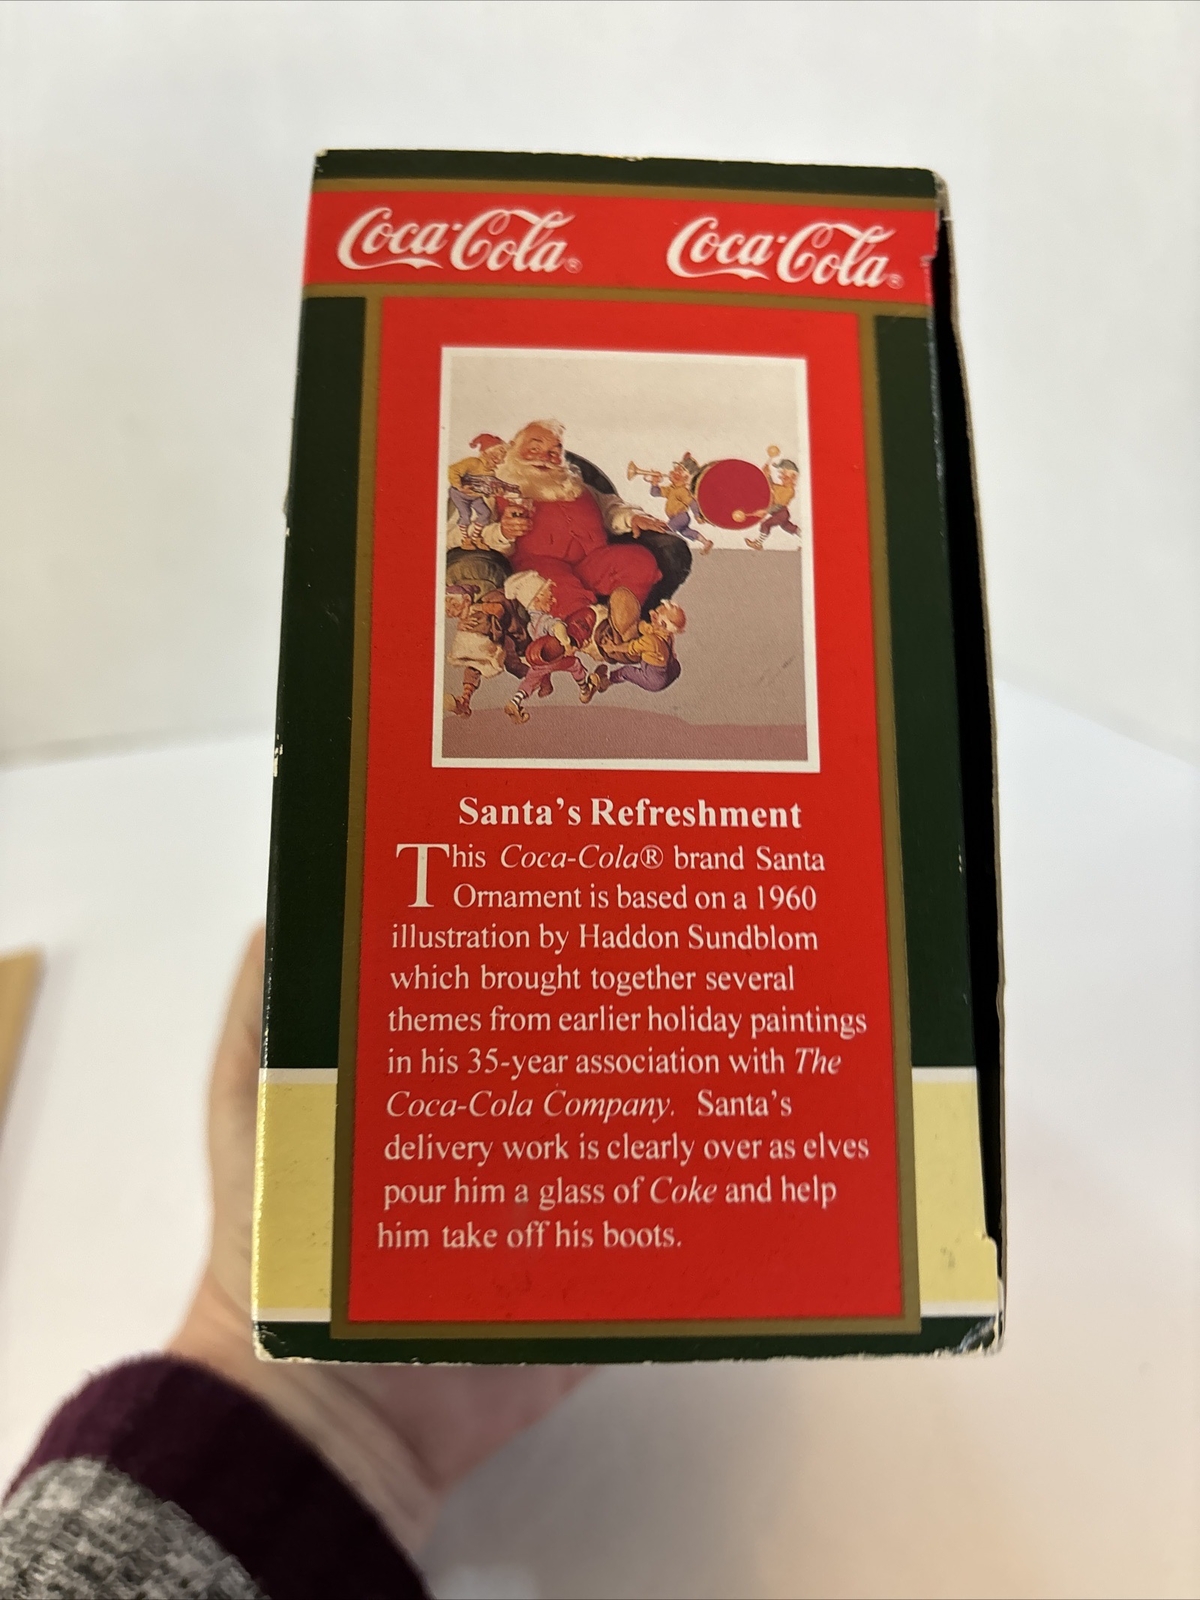 Coca-Cola® Coca-Cola®
Santa's Refreshment
This Coca-Cola® brand Santa
Ornament is based on a 1960
illustration by Haddon Sundblom
which brought together several
themes from earlier holiday paintings
in his 35-year association with The
Coca-Cola Company. Santa's
delivery work is clearly over as elves
pour him a glass of Coke and help
him take off his boots.